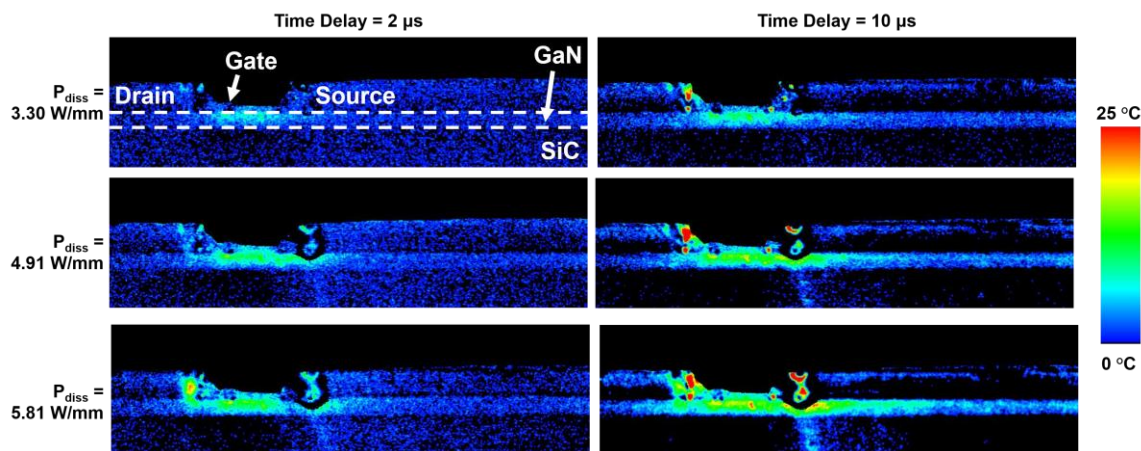 Time Delay = 2 µs
Time Delay = 10 µs
P_diss =
3.30 W/mm
Drain
Gate
Source
GaN
SiC
25 °C
0 °C
P_diss =
4.91 W/mm
P_diss =
5.81 W/mm